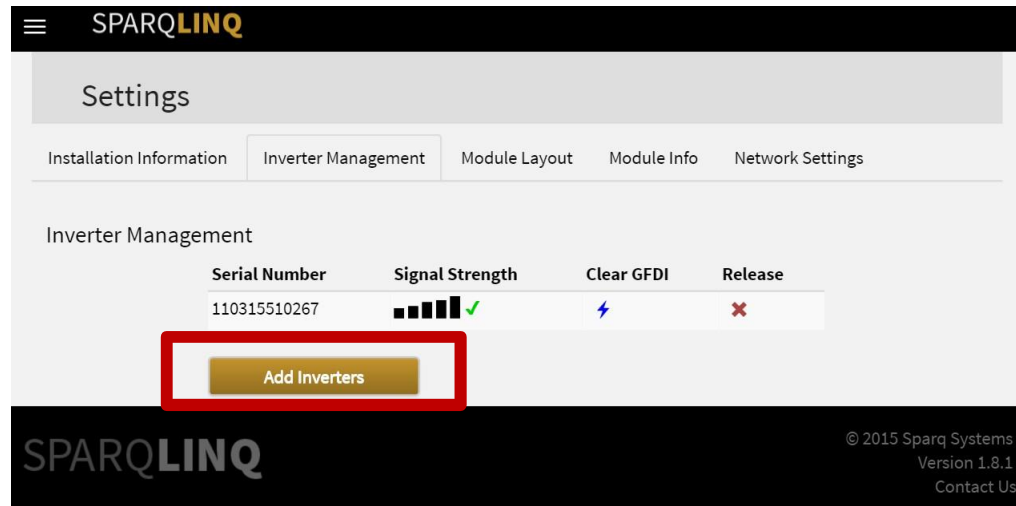 SPARQLINQ
Settings
Installation Information Inverter Management Module Layout Module Info Network Settings
Inverter Management
Serial Number Signal Strength Clear GFDI Release
110315510267
Add Inverters
SPARQLINQ
© 2015 Sparq Systems
Version 1.8.1
Contact Us